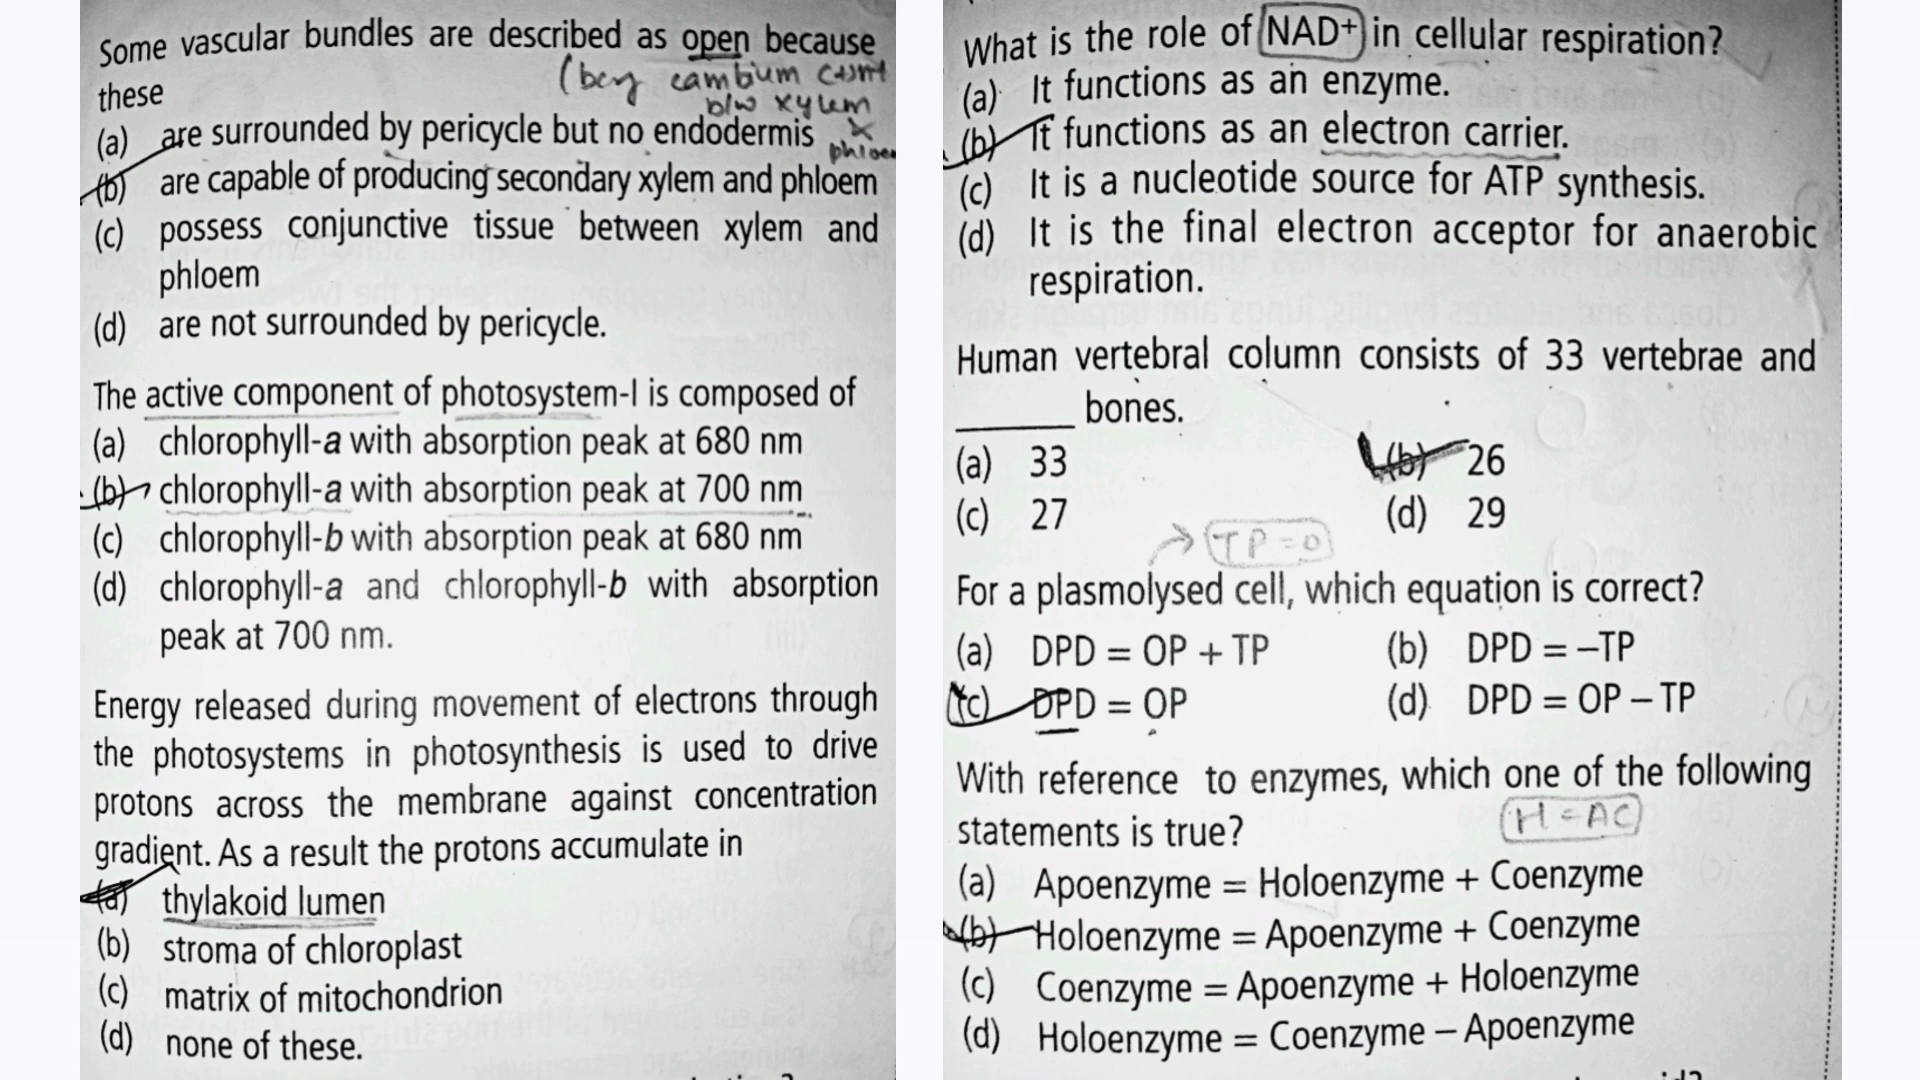 Some vascular bundles are described as open because
these
(bcz cambium
b/w xylem
(a) are surrounded by pericycle but no endodermis
(b) are capable of producing secondary xylem and phloem
(c) possess conjunctive tissue between xylem and
phloem
(d) are not surrounded by pericycle.
The active component of photosystem-I is composed of
(a) chlorophyll-a with absorption peak at 680 nm
(b) chlorophyll-a with absorption peak at 700 nm
(c) chlorophyll-b with absorption peak at 680 nm
(d) chlorophyll-a and chlorophyll-b with absorption
peak at 700 nm.
Energy released during movement of electrons through
the photosystems in photosynthesis is used to drive
protons across the membrane against concentration
gradient. As a result the protons accumulate in
(a) thylakoid lumen
(b) stroma of chloroplast
(c) matrix of mitochondrion
(d) none of these.
What is the role of NAD+ in cellular respiration?
(a) It functions as an enzyme.
(b) It functions as an electron carrier.
(c) It is a nucleotide source for ATP synthesis.
(d) It is the final electron acceptor for anaerobic
respiration.
Human vertebral column consists of 33 vertebrae and
______ bones.
(a) 33 (b) 26
(c) 27 (d) 29
→ TP = 0
For a plasmolysed cell, which equation is correct?
(a) DPD = OP + TP (b) DPD = –TP
(c) DPD = OP (d) DPD = OP – TP
With reference to enzymes, which one of the following
statements is true?
H = AC
(a) Apoenzyme = Holoenzyme + Coenzyme
(b) Holoenzyme = Apoenzyme + Coenzyme
(c) Coenzyme = Apoenzyme + Holoenzyme
(d) Holoenzyme = Coenzyme – Apoenzyme